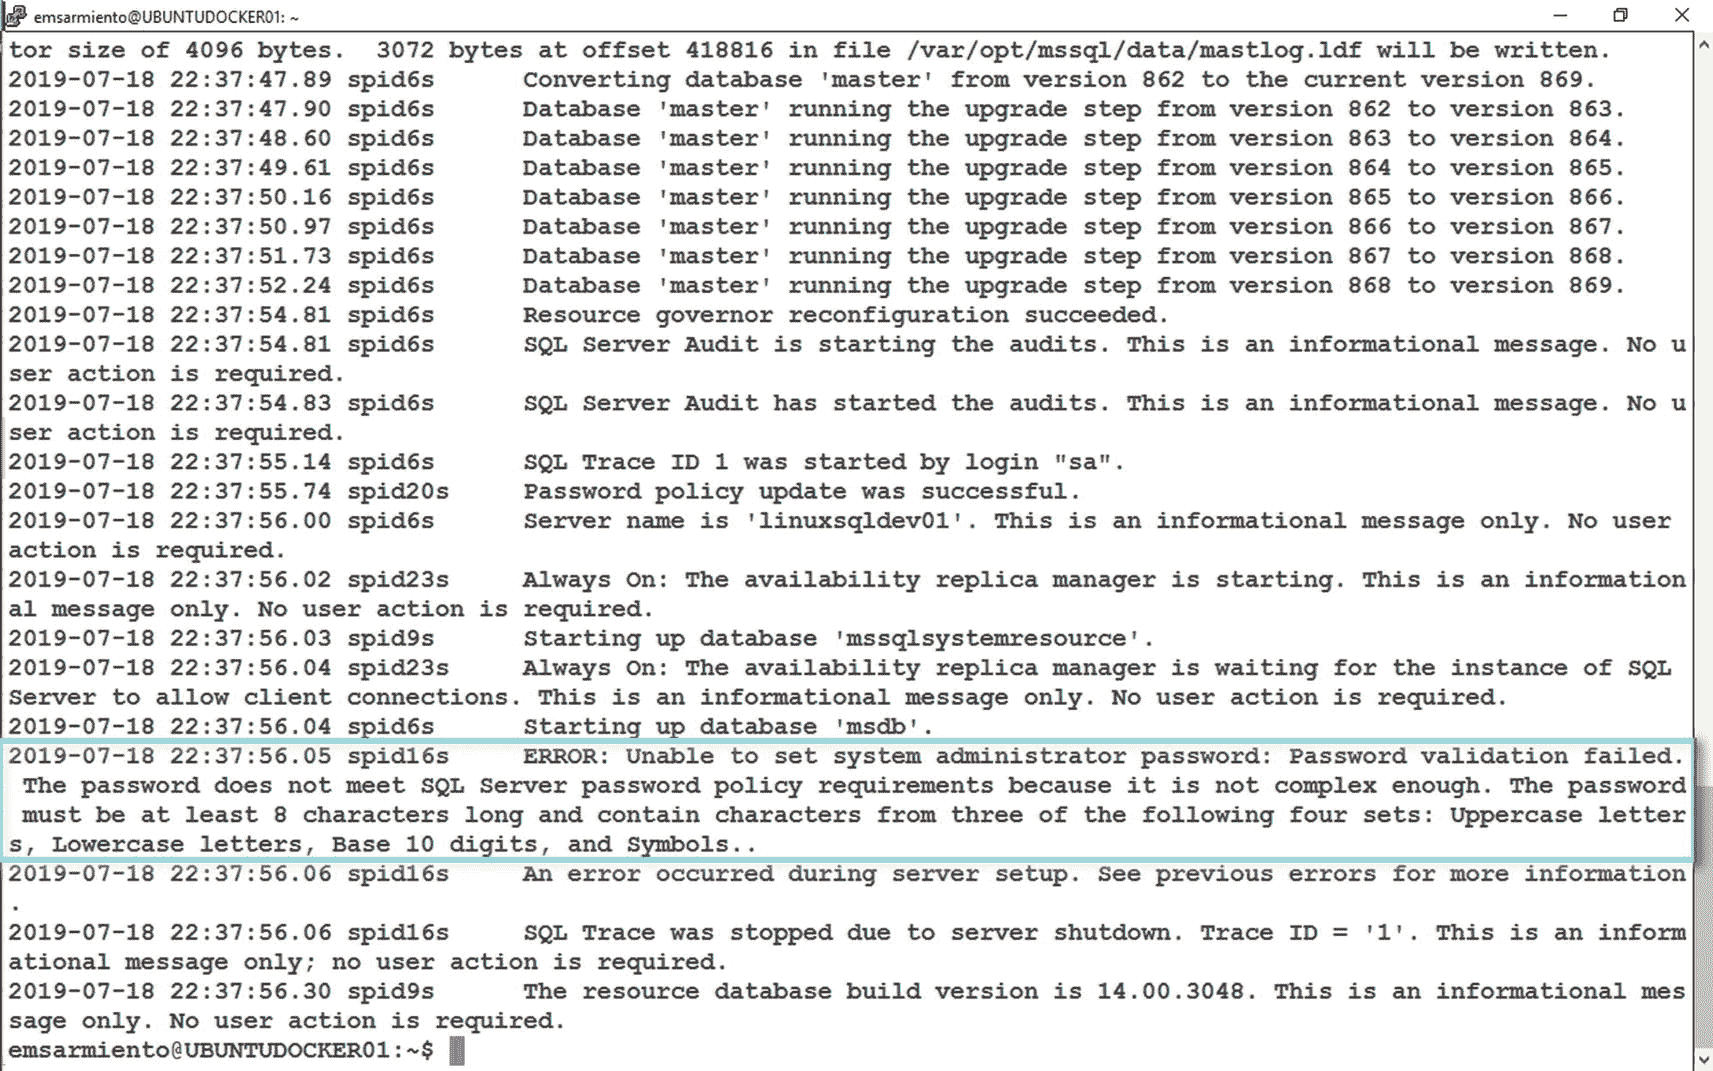 emsarmiento@UBUNTUDOCKER01: ~
tor size of 4096 bytes.  3072 bytes at offset 418816 in file /var/opt/mssql/data/mastlog.ldf will be written.
2019-07-18 22:37:47.89 spid6s      Converting database 'master' from version 862 to the current version 869.
2019-07-18 22:37:47.90 spid6s      Database 'master' running the upgrade step from version 862 to version 863.
2019-07-18 22:37:48.60 spid6s      Database 'master' running the upgrade step from version 863 to version 864.
2019-07-18 22:37:49.61 spid6s      Database 'master' running the upgrade step from version 864 to version 865.
2019-07-18 22:37:50.16 spid6s      Database 'master' running the upgrade step from version 865 to version 866.
2019-07-18 22:37:50.97 spid6s      Database 'master' running the upgrade step from version 866 to version 867.
2019-07-18 22:37:51.73 spid6s      Database 'master' running the upgrade step from version 867 to version 868.
2019-07-18 22:37:52.24 spid6s      Database 'master' running the upgrade step from version 868 to version 869.
2019-07-18 22:37:54.81 spid6s      Resource governor reconfiguration succeeded.
2019-07-18 22:37:54.81 spid6s      SQL Server Audit is starting the audits. This is an informational message. No u
ser action is required.
2019-07-18 22:37:54.83 spid6s      SQL Server Audit has started the audits. This is an informational message. No u
ser action is required.
2019-07-18 22:37:55.14 spid6s      SQL Trace ID 1 was started by login "sa".
2019-07-18 22:37:55.74 spid20s     Password policy update was successful.
2019-07-18 22:37:56.00 spid6s      Server name is 'linuxsqldev01'. This is an informational message only. No user
action is required.
2019-07-18 22:37:56.02 spid23s     Always On: The availability replica manager is starting. This is an information
al message only. No user action is required.
2019-07-18 22:37:56.03 spid9s      Starting up database 'mssqlsystemresource'.
2019-07-18 22:37:56.04 spid23s     Always On: The availability replica manager is waiting for the instance of SQL
Server to allow client connections. This is an informational message only. No user action is required.
2019-07-18 22:37:56.04 spid6s      Starting up database 'msdb'.
2019-07-18 22:37:56.05 spid16s     ERROR: Unable to set system administrator password: Password validation failed.
 The password does not meet SQL Server password policy requirements because it is not complex enough. The password
 must be at least 8 characters long and contain characters from three of the following four sets: Uppercase letter
s, Lowercase letters, Base 10 digits, and Symbols..
2019-07-18 22:37:56.06 spid16s     An error occurred during server setup. See previous errors for more information
.
2019-07-18 22:37:56.06 spid16s     SQL Trace was stopped due to server shutdown. Trace ID = '1'. This is an inform
ational message only; no user action is required.
2019-07-18 22:37:56.30 spid9s      The resource database build version is 14.00.3048. This is an informational mes
sage only. No user action is required.
emsarmiento@UBUNTUDOCKER01:~$